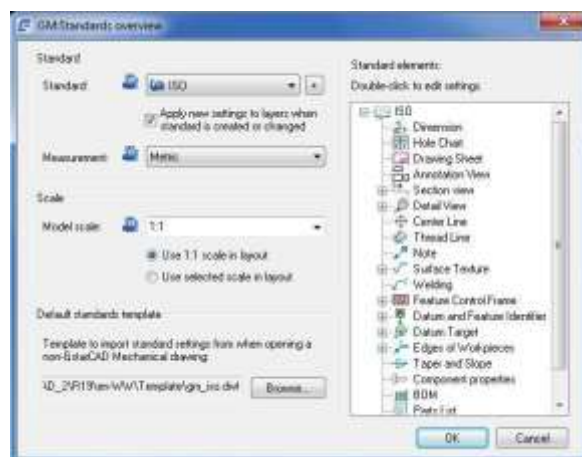 GM:Standards overview
Standard
Standard
ISO
Apply new settings to layers when
standard is created or changed
Measurement:
Metric
Scale
Model scale:
1:1
Use 1:1 scale in layout
Use selected scale in layout
Default standards template
Template to import standard settings from when opening a
non-GstarCAD Mechanical drawing:
Browse...
Standard elements:
Double-click to edit settings.
ISO
Dimension
Hole Chart
Drawing Sheet
Annotation View
Section view
Detail View
Center Line
Thread Line
Note
Surface Texture
Welding
Feature Control Frame
Datum and Feature Identifier
Datum Target
Edges of Workpieces
Taper and Slope
Component properties
BOM
Parts List
OK
Cancel